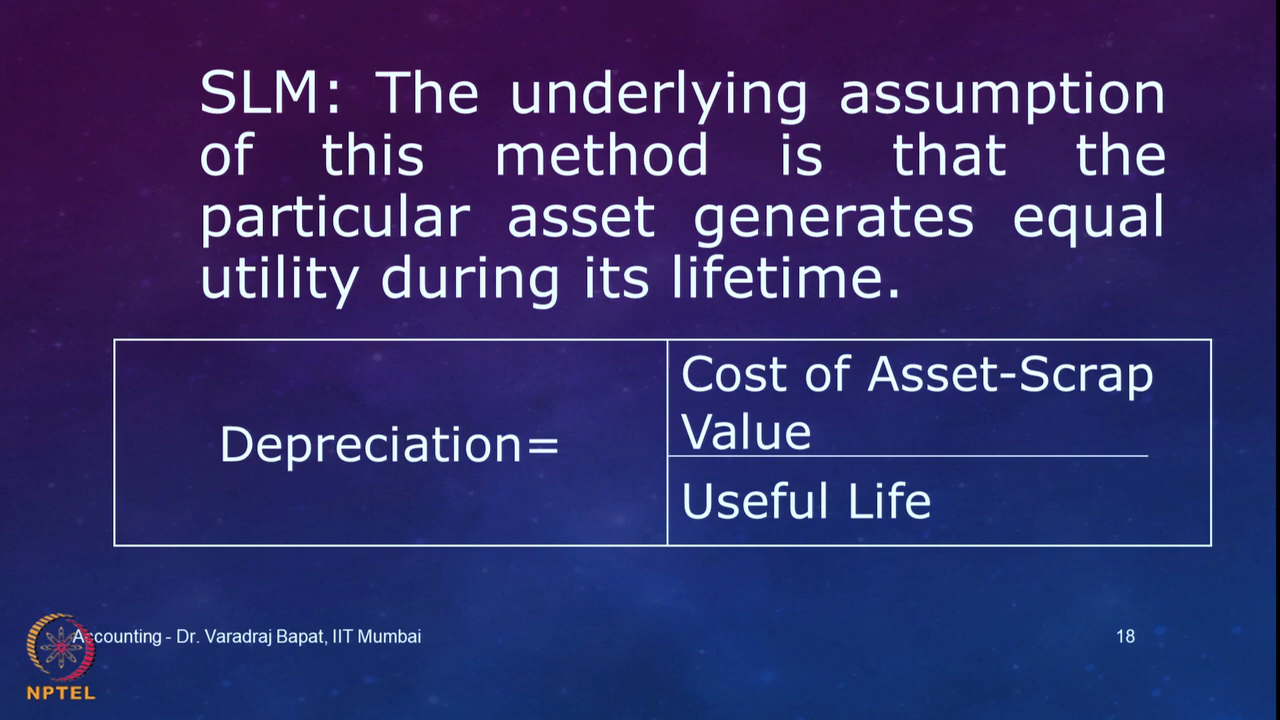 SLM: The underlying assumption
of this method is that the
particular asset generates equal
utility during its lifetime.
Depreciation=
Cost of Asset-Scrap
Value
Useful Life
Accounting - Dr. Varadraj Bapat, IIT Mumbai
18
NPTEL